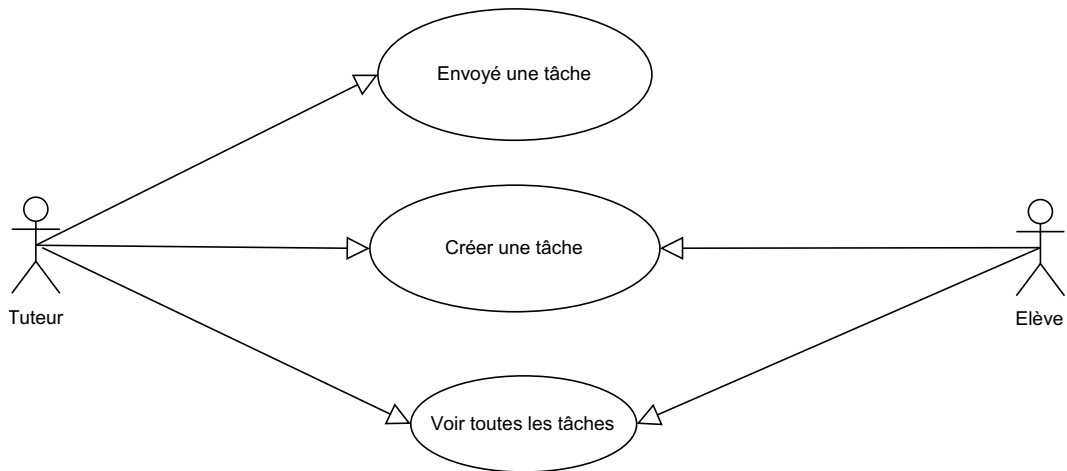 Envoyé une tâche
Créer une tâche
Tuteur
Elève
Voir toutes les tâches